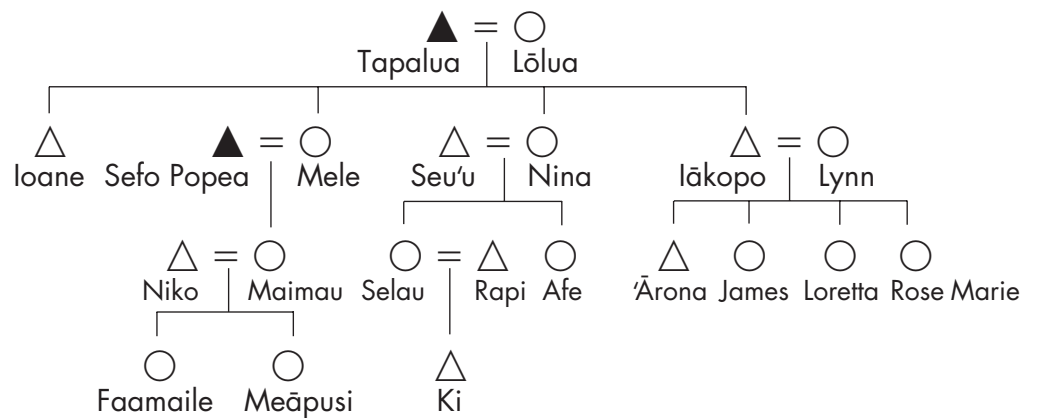 Tapalua Lōlua
Ioane Sefo Popea Mele Seu‘u Nina Iākopo Lynn
Niko Maimau Selau Rapi Afe ‘Ārona James Loretta Rose Marie
Faamaile Meāpusi Ki